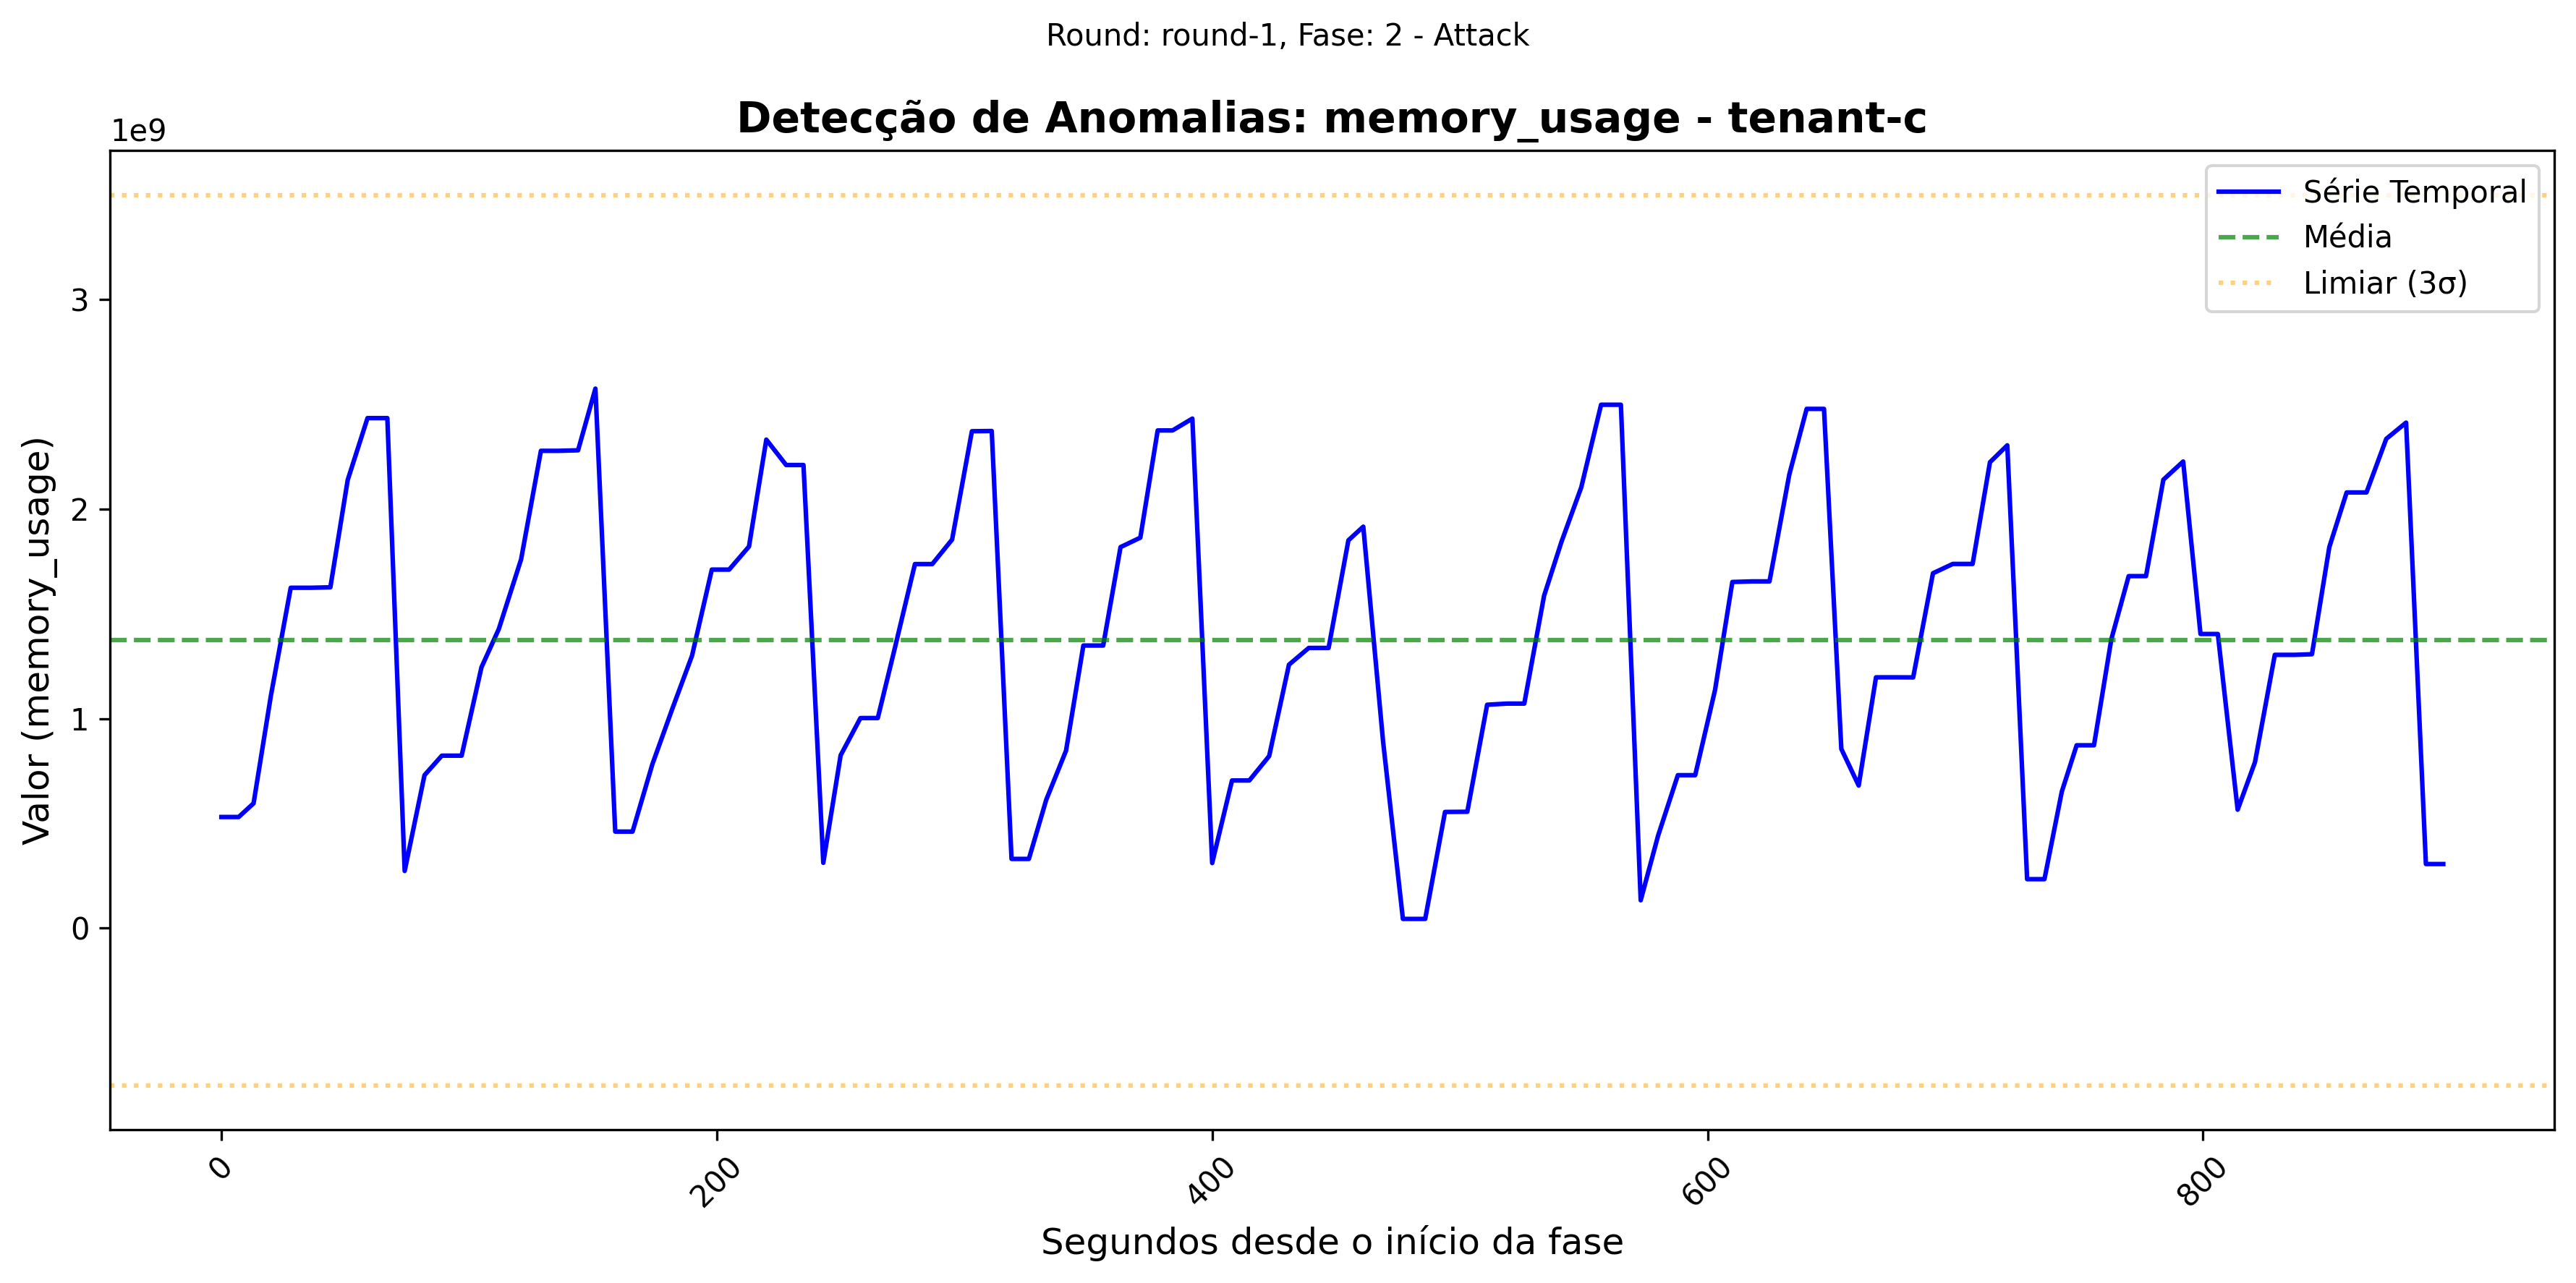 Round: round-1, Fase: 2 - Attack
Detecção de Anomalias: memory_usage - tenant-c
1e9
Série Temporal
Média
Limiar (3σ)
Valor (memory_usage)
3
2
1
0
0
200
400
600
800
Segundos desde o início da fase